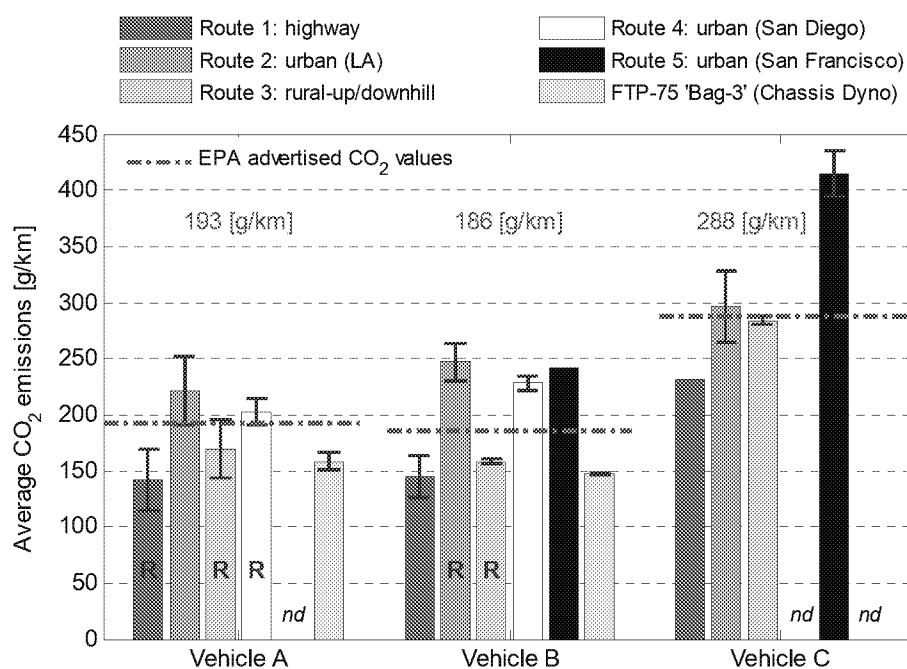 Route 1: highway
Route 2: urban (LA)
Route 3: rural-up/downhill
Route 4: urban (San Diego)
Route 5: urban (San Francisco)
FTP-75 'Bag-3' (Chassis Dyno)
EPA advertised CO₂ values
193 [g/km]
186 [g/km]
288 [g/km]
Average CO₂ emissions [g/km]
450
400
350
300
250
200
150
100
50
0
R
R
R
nd
R
R
nd
nd
Vehicle A
Vehicle B
Vehicle C